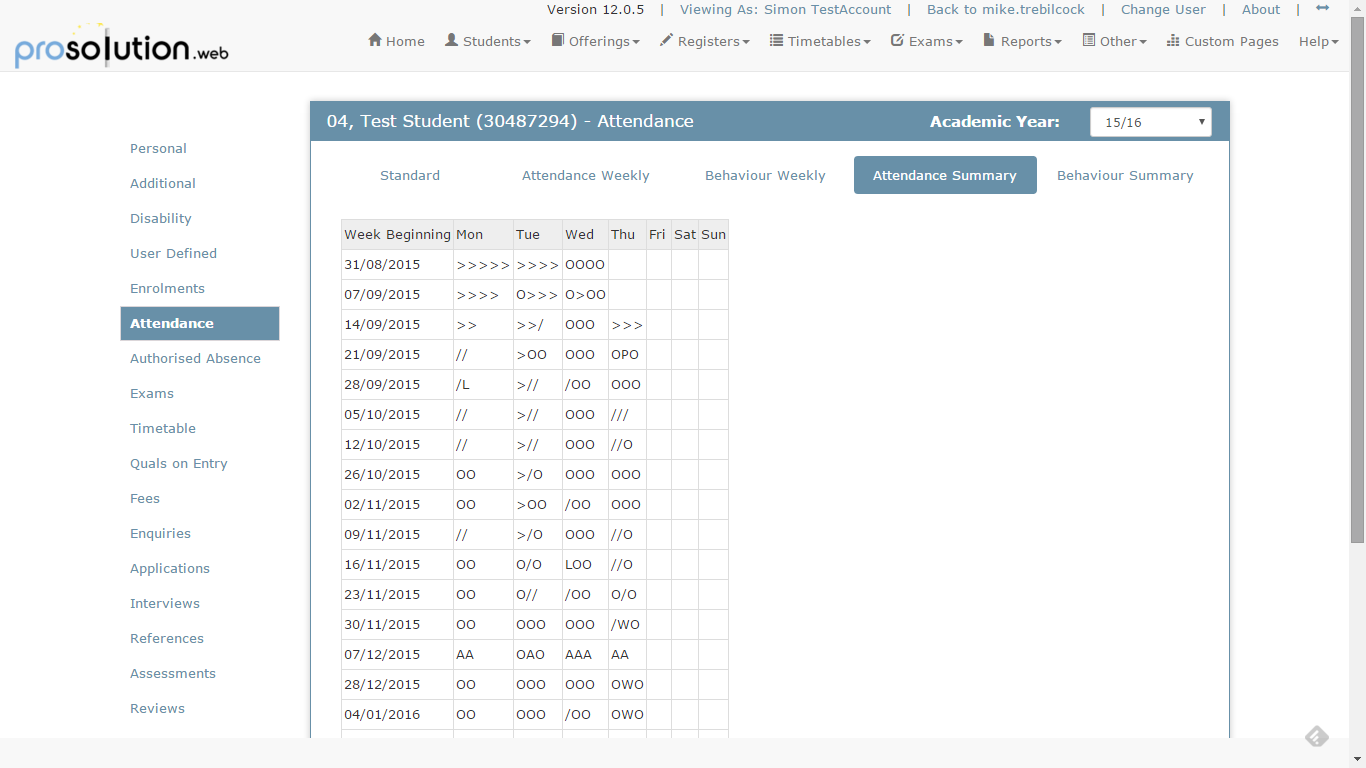 Version 12.0.5 | Viewing As: Simon TestAccount | Back to mike.trebilcock | Change User | About |
prosolution.web
Home Students Offerings Registers Timetables Exams Reports Other Custom Pages Help
04, Test Student (30487294) - Attendance Academic Year: 15/16
Personal
Additional
Disability
User Defined
Enrolments
Attendance
Authorised Absence
Exams
Timetable
Quals on Entry
Fees
Enquiries
Applications
Interviews
References
Assessments
Reviews
Standard Attendance Weekly Behaviour Weekly Attendance Summary Behaviour Summary
Week Beginning Mon Tue Wed Thu Fri Sat Sun
31/08/2015 >>>>> >>>> OOOO
07/09/2015 >>>> O>>> O>OO
14/09/2015 >> >>/ OOO >>>
21/09/2015 // >OO OOO OPO
28/09/2015 /L >// /OO OOO
05/10/2015 // >// OOO ///
12/10/2015 // >// OOO //O
26/10/2015 OO >/O OOO OOO
02/11/2015 OO >OO /OO OOO
09/11/2015 // >/O OOO //O
16/11/2015 OO O/O LOO //O
23/11/2015 OO O// /OO O/O
30/11/2015 OO OOO OOO /WO
07/12/2015 AA OAO AAA AA
28/12/2015 OO OOO OOO OWO
04/01/2016 OO OOO /OO OWO